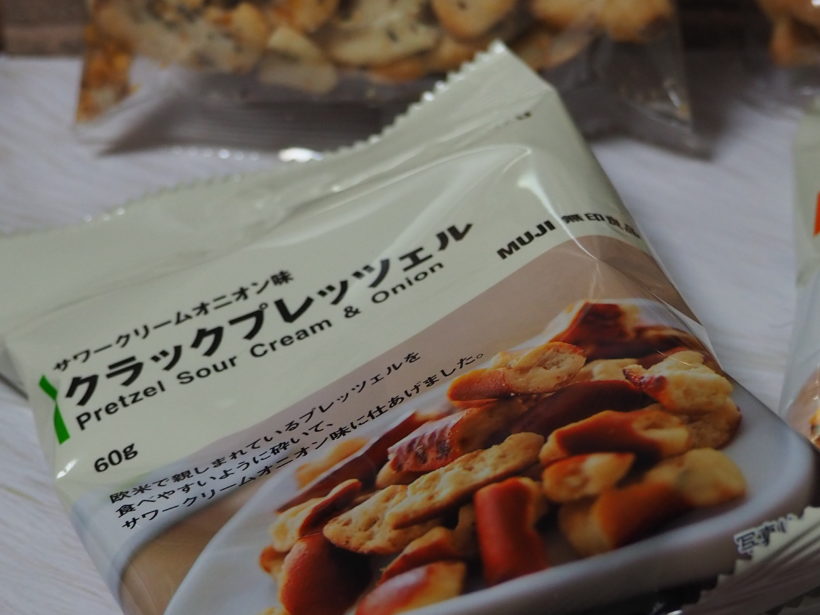 サワークリームオニオン味
クラックプレッツェル
Pretzel Sour Cream & Onion
MUJI 無印良品
60g
欧米で親しまれているプレッツェルを
食べやすいように砕いて、
サワークリームオニオン味に仕あげました。